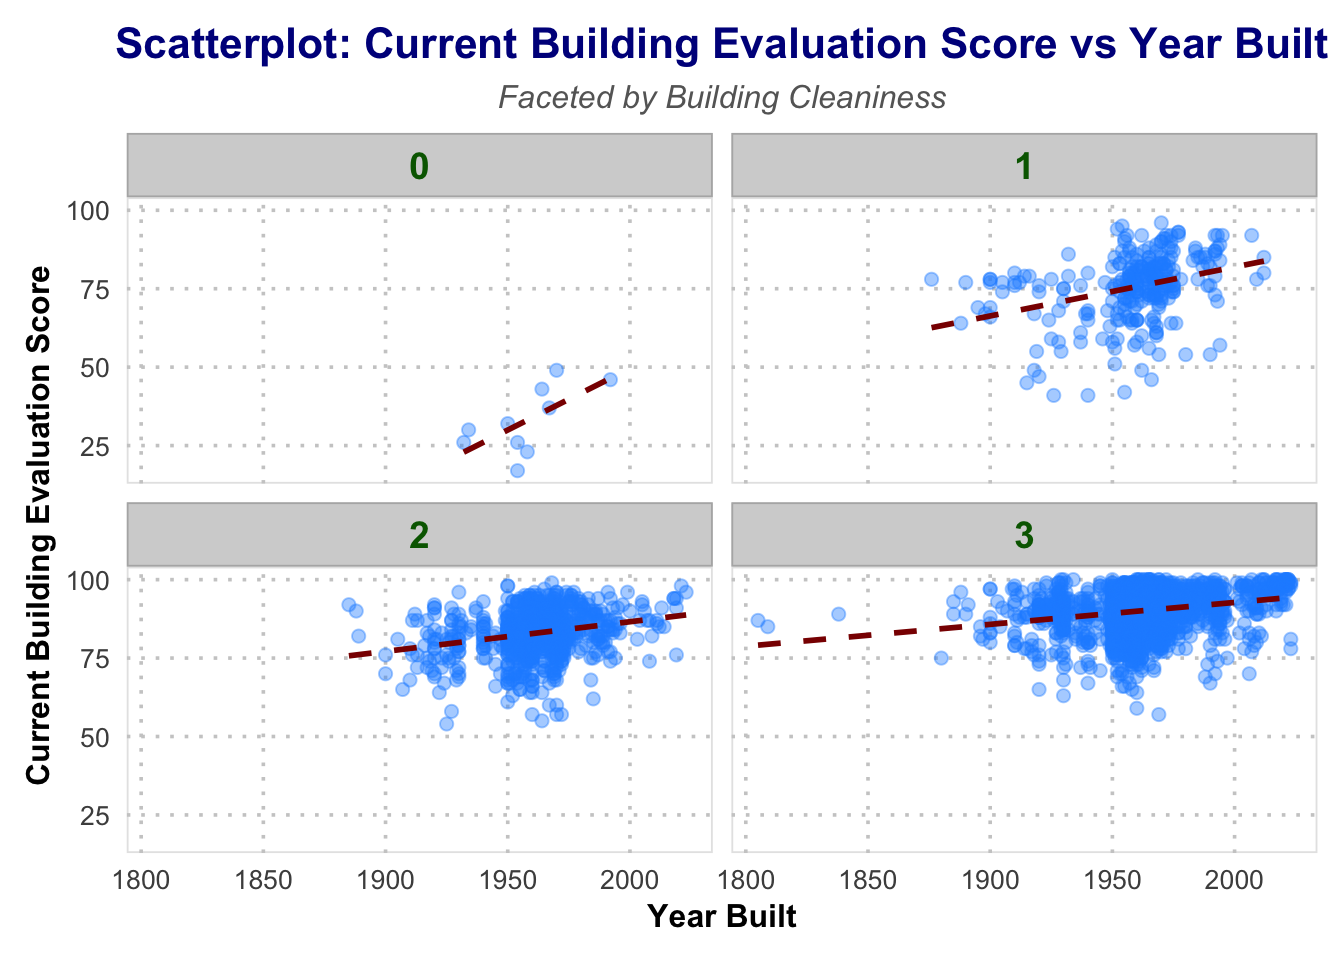 Scatterplot: Current Building Evaluation Score vs Year Built
Faceted by Building Cleaniness
0
1
100
75
50
25
2
3
100
75
50
25
Current Building Evaluation Score
1800 1850 1900 1950 2000 1800 1850 1900 1950 2000
Year Built